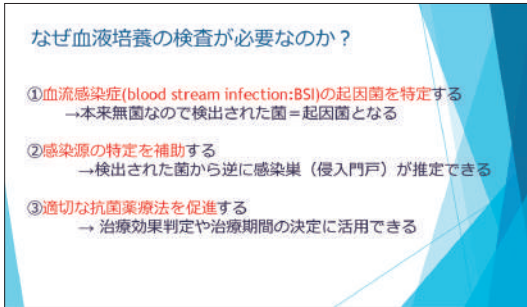 なぜ血液培養の検査が必要なのか？
①血流感染症(blood stream infection:BSI)の起因菌を特定する
→本来無菌なので検出された菌＝起因菌となる
②感染源の特定を補助する
→検出された菌から逆に感染巣（侵入門戸）が推定できる
③適切な抗菌薬療法を促進する
→ 治療効果判定や治療期間の決定に活用できる